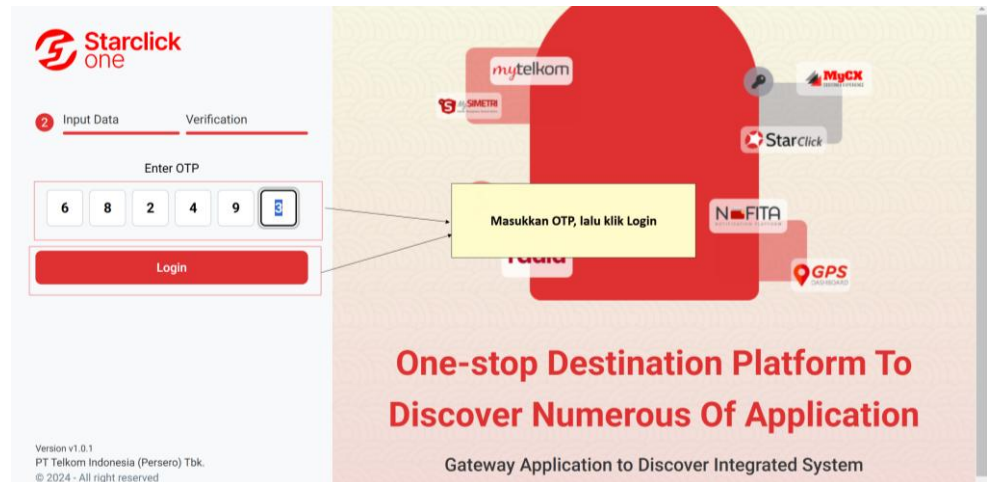 Starclick
one
2 Input Data Verification
Enter OTP
6 8 2 4 9 3
Login
Version v1.0.1
PT Telkom Indonesia (Persero) Tbk.
© 2024 - All right reserved
mytelkom
MySIMETRI
MyCX
Starclick
Masukkan OTP, lalu klik Login
NFITA
GPS
DASHBOARD
One-stop Destination Platform To
Discover Numerous Of Application
Gateway Application to Discover Integrated System